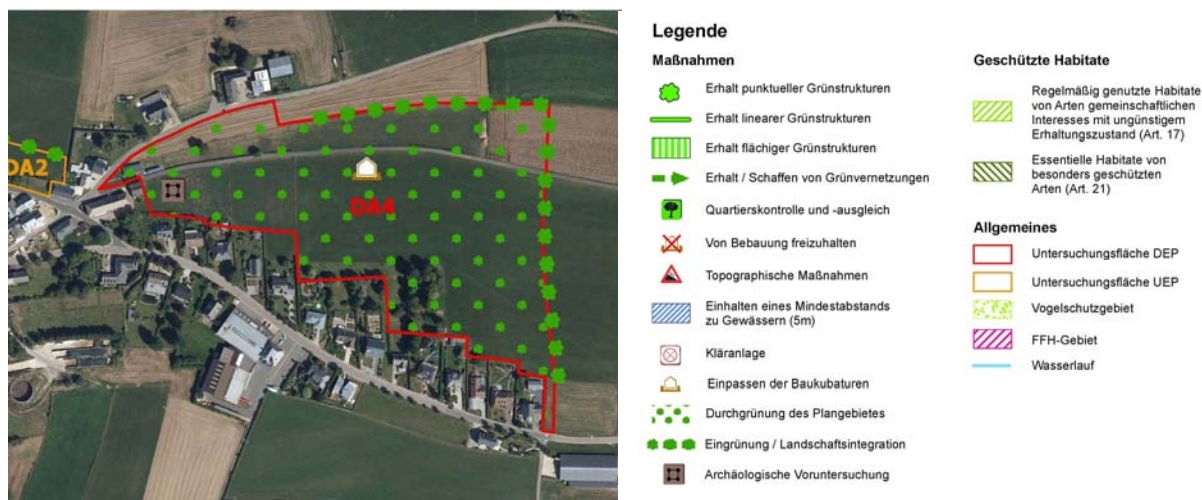 DA2
DA4
Legende
Maßnahmen
Erhalt punktueller Grünstrukturen
Erhalt linearer Grünstrukturen
Erhalt flächiger Grünstrukturen
Erhalt / Schaffen von Grünvernetzungen
Quartierskontrolle und -ausgleich
Von Bebauung freizuhalten
Topographische Maßnahmen
Einhalten eines Mindestabstands
zu Gewässern (5m)
Kläranlage
Einpassen der Baukubaturen
Durchgrünung des Plangebietes
Eingrünung / Landschaftsintegration
Archäologische Voruntersuchung
Geschützte Habitate
Regelmäßig genutzte Habitate
von Arten gemeinschaftlichen
Interesses mit ungünstigem
Erhaltungszustand (Art. 17)
Essentielle Habitate von
besonders geschützten
Arten (Art. 21)
Allgemeines
Untersuchungsfläche DEP
Untersuchungsfläche UEP
Vogelschutzgebiet
FFH-Gebiet
Wasserlauf